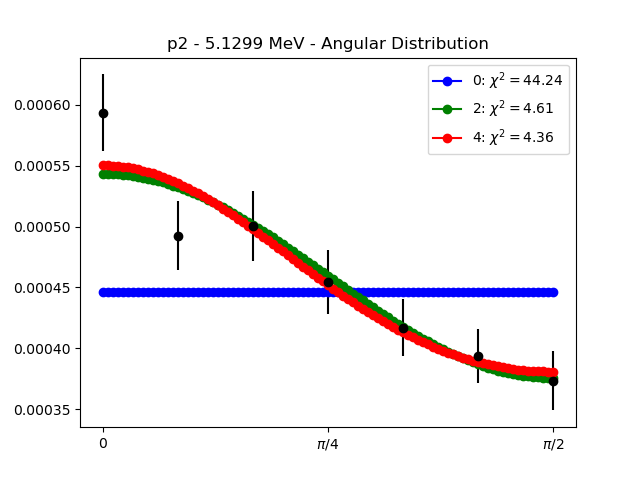 p2 - 5.1299 MeV - Angular Distribution
0: χ² = 44.24
2: χ² = 4.61
4: χ² = 4.36
0.00060
0.00055
0.00050
0.00045
0.00040
0.00035
0 π/4 π/2